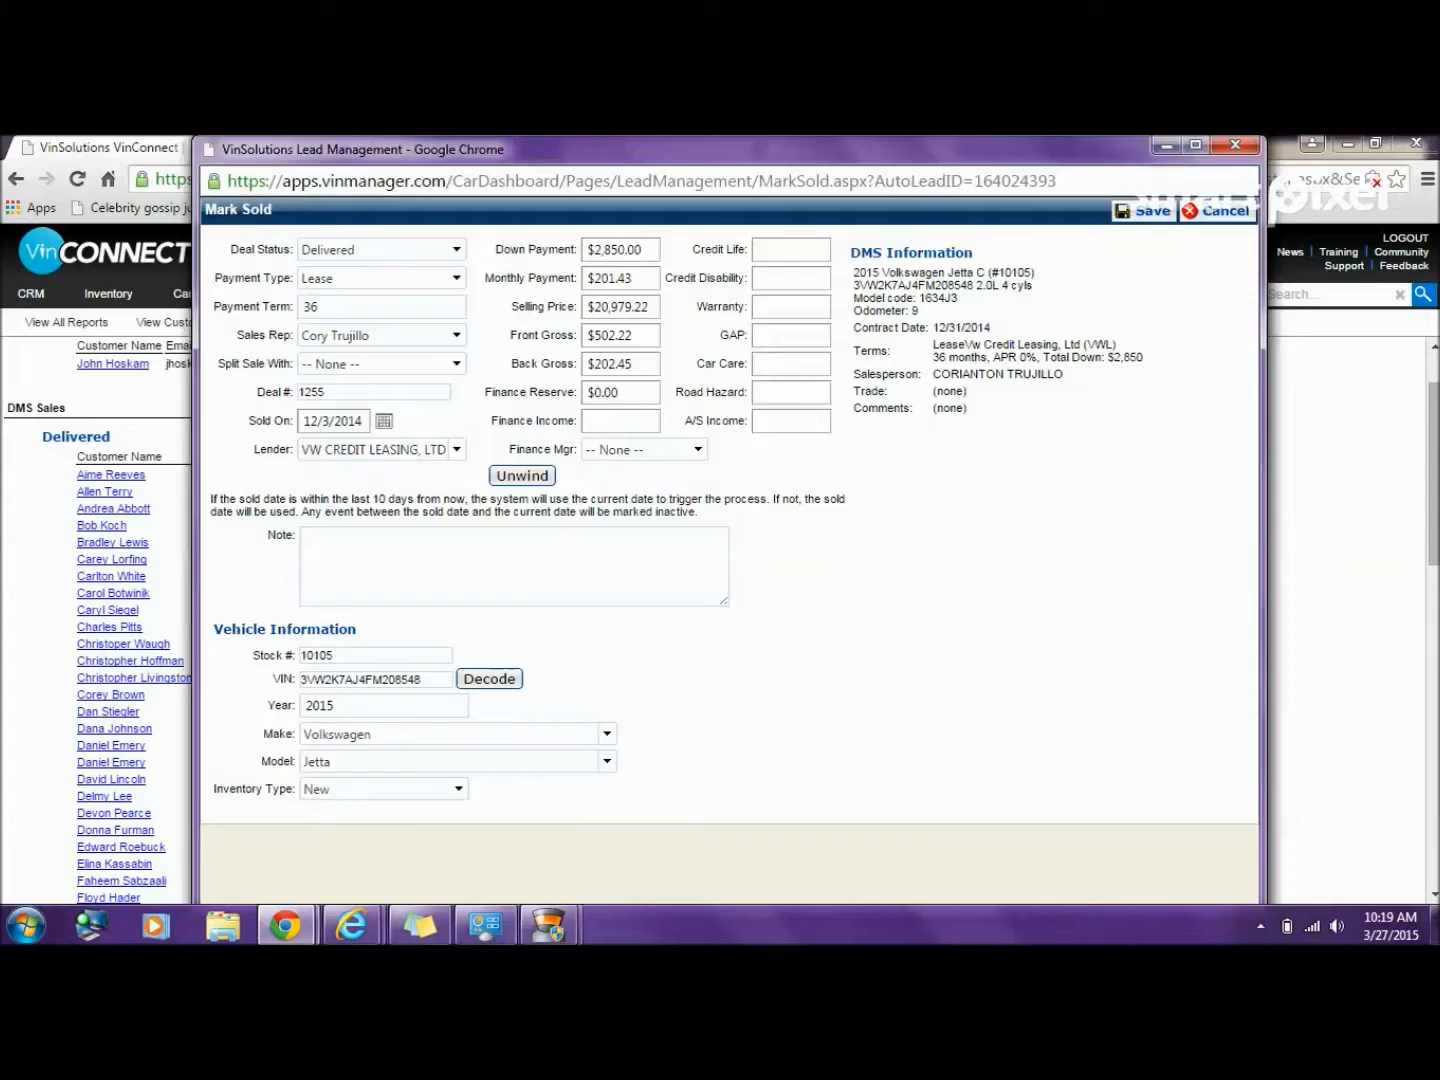 VinSolutions VinConnect
VinSolutions Lead Management - Google Chrome
https:
https://apps.vinmanager.com/CarDashboard/Pages/LeadManagement/MarkSold.aspx?AutoLeadID=164024393
Apps
Celebrity gossip ju
Mark Sold
Save
Cancel
VinCONNECT
LOGOUT
News
Training
Community
Support
Feedback
CRM
Inventory
Search...
View All Reports
Customer Name
John Hoskam
jhosk
DMS Sales
Delivered
Customer Name
Aime Reeves
Allen Terry
Andrea Abbott
Bob Koch
Bradley Lewis
Carey Lorfing
Carlton White
Carol Botwinik
Caryl Siegel
Charles Pitts
Christoper Waugh
Christopher Hoffman
Christopher Livingston
Corey Brown
Dan Stiegler
Dana Johnson
Daniel Emery
Daniel Emery
David Lincoln
Delmy Lee
Devon Pearce
Donna Furman
Edward Roebuck
Elina Kassabin
Faheem Sabzaali
Floyd Hader
Deal Status: Delivered
Payment Type: Lease
Payment Term: 36
Sales Rep: Cory Trujillo
Split Sale With: -- None --
Deal #: 1255
Sold On: 12/3/2014
Lender: VW CREDIT LEASING, LTD
Down Payment: $2,850.00
Monthly Payment: $201.43
Selling Price: $20,979.22
Front Gross: $502.22
Back Gross: $202.45
Finance Reserve: $0.00
Finance Income:
Finance Mgr: -- None --
Credit Life:
Credit Disability:
Warranty:
GAP:
Car Care:
Road Hazard:
A/S Income:
Unwind
DMS Information
2015 Volkswagen Jetta C (#10105)
3VW2K7AJ4FM208548 2.0L 4 cyls
Model code: 1634J3
Odometer: 9
Contract Date: 12/31/2014
Terms: LeaseVw Credit Leasing, Ltd (VWL)
36 months, APR 0%, Total Down: $2,850
Salesperson: CORIANTON TRUJILLO
Trade: (none)
Comments: (none)
If the sold date is within the last 10 days from now, the system will use the current date to trigger the process. If not, the sold
date will be used. Any event between the sold date and the current date will be marked inactive.
Note:
Vehicle Information
Stock #: 10105
VIN: 3VW2K7AJ4FM208548 Decode
Year: 2015
Make: Volkswagen
Model: Jetta
Inventory Type: New
10:19 AM
3/27/2015